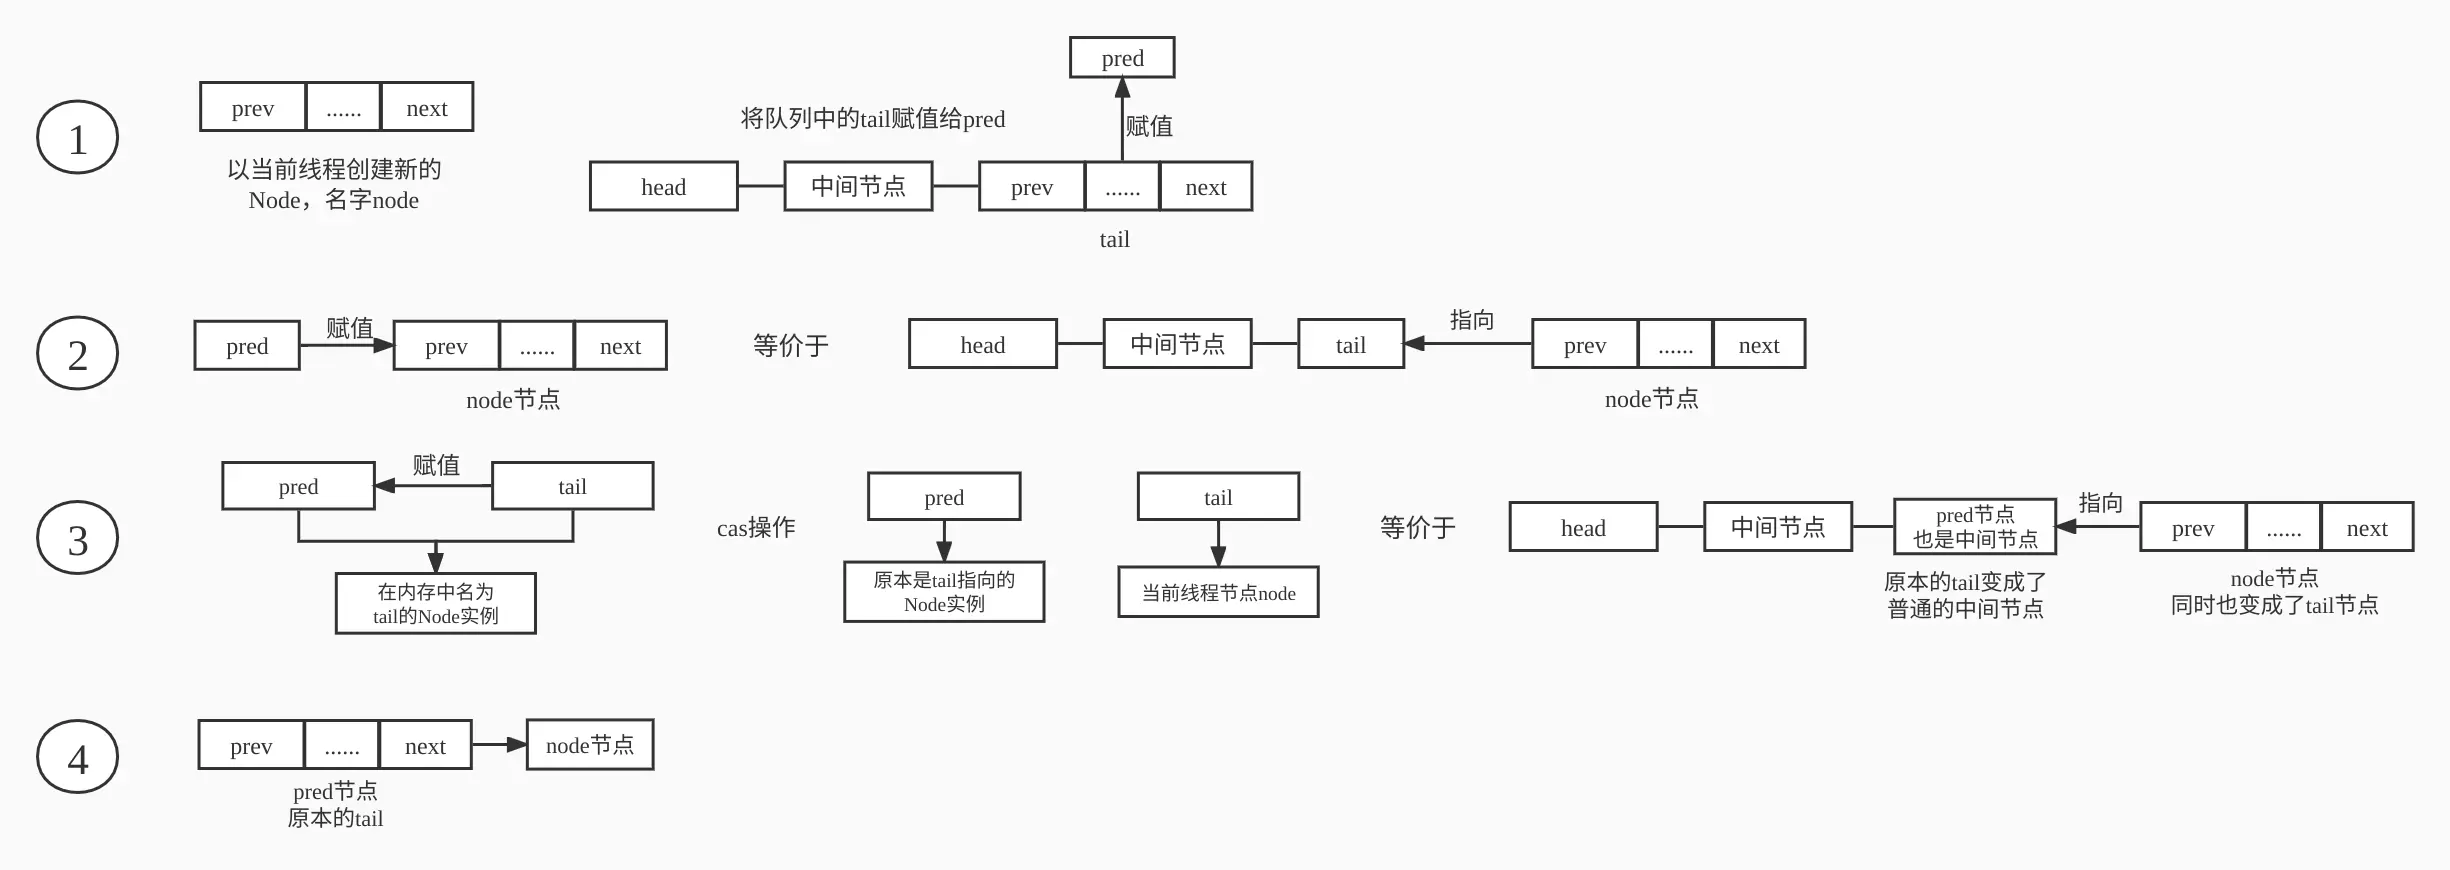 1
prev
......
next
以当前线程创建新的
Node，名字node
将队列中的tail赋值给pred
pred
赋值
head
中间节点
prev
......
next
tail
2
pred
赋值
prev
......
next
node节点
等价于
head
中间节点
tail
指向
prev
......
next
node节点
3
pred
赋值
tail
在内存中名为
tail的Node实例
cas操作
pred
原本是tail指向的
Node实例
tail
当前线程节点node
等价于
head
中间节点
pred节点
也是中间节点
原本的tail变成了
普通的中间节点
指向
prev
......
next
node节点
同时也变成了tail节点
4
prev
......
next
pred节点
原本的tail
node节点